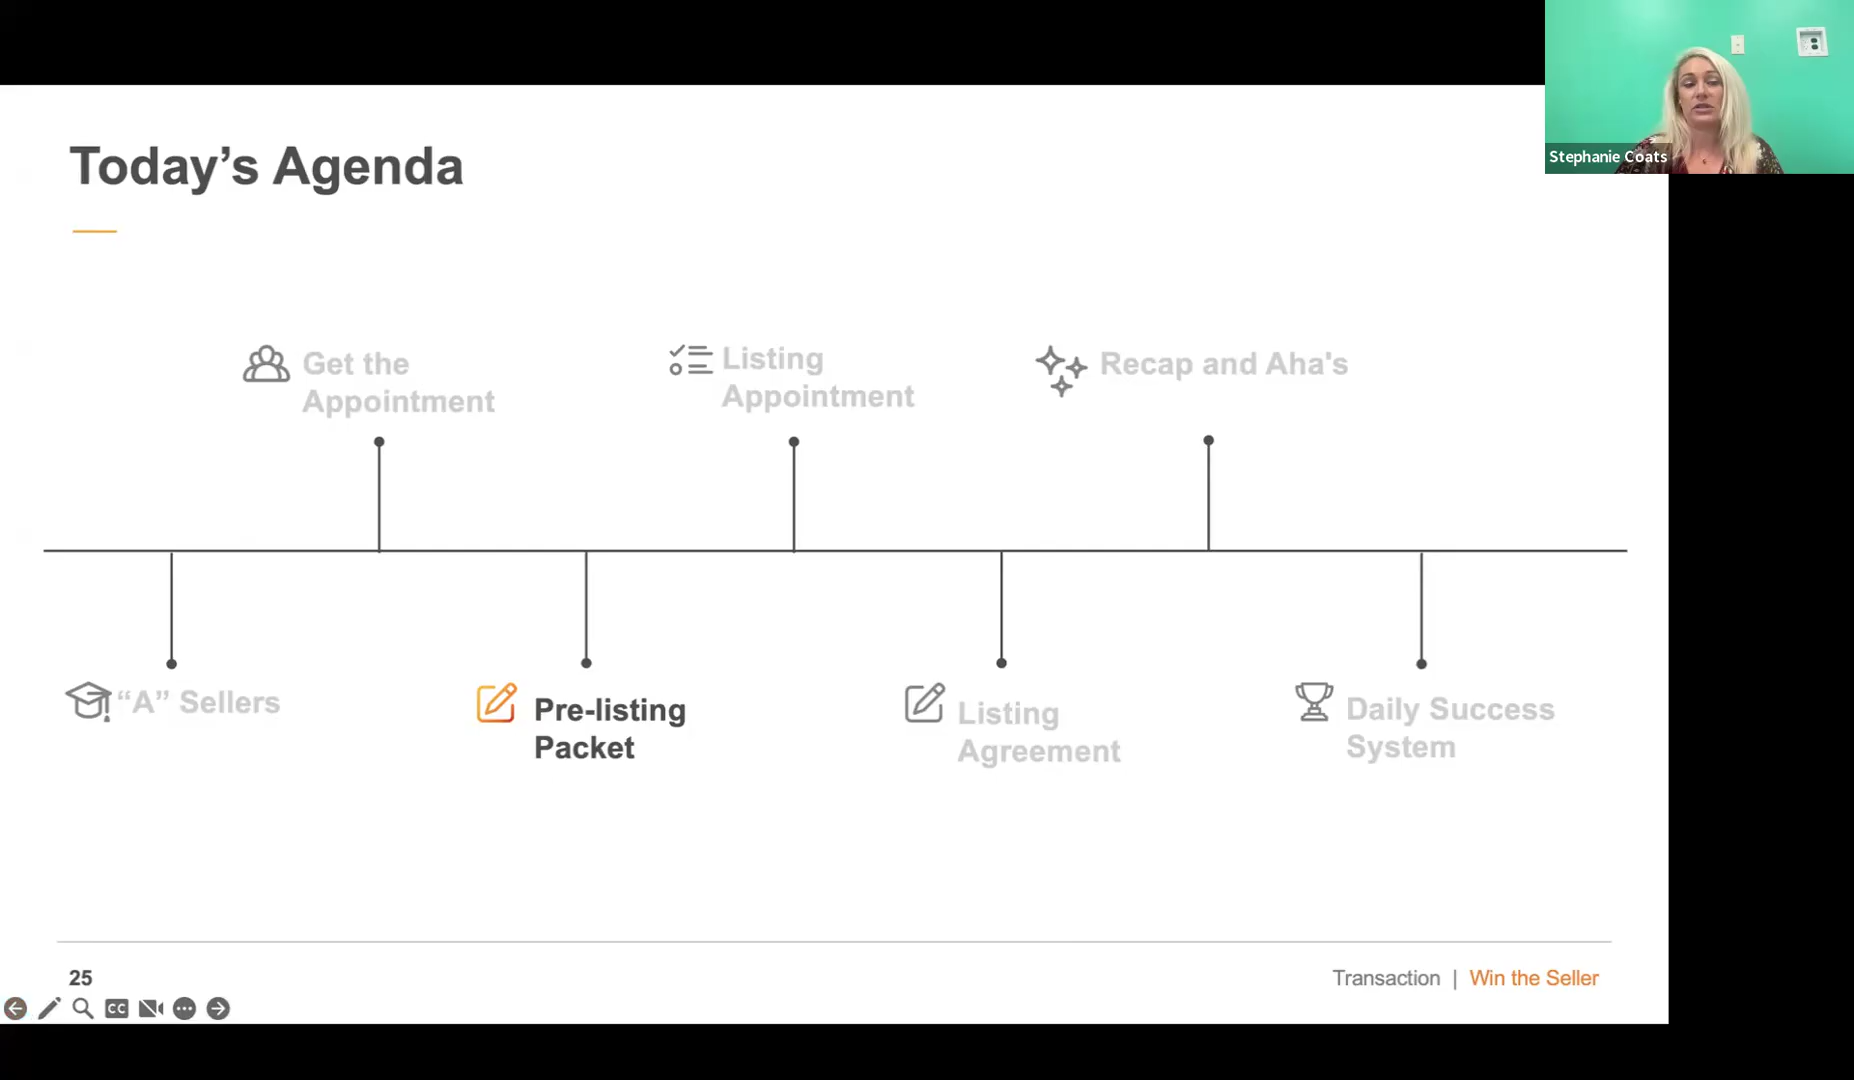 Stephanie Coats
Today's Agenda
Get the
Appointment
Listing
Appointment
Recap and Aha's
“A” Sellers
Pre-listing
Packet
Listing
Agreement
Daily Success
System
25
Transaction | Win the Seller
CC